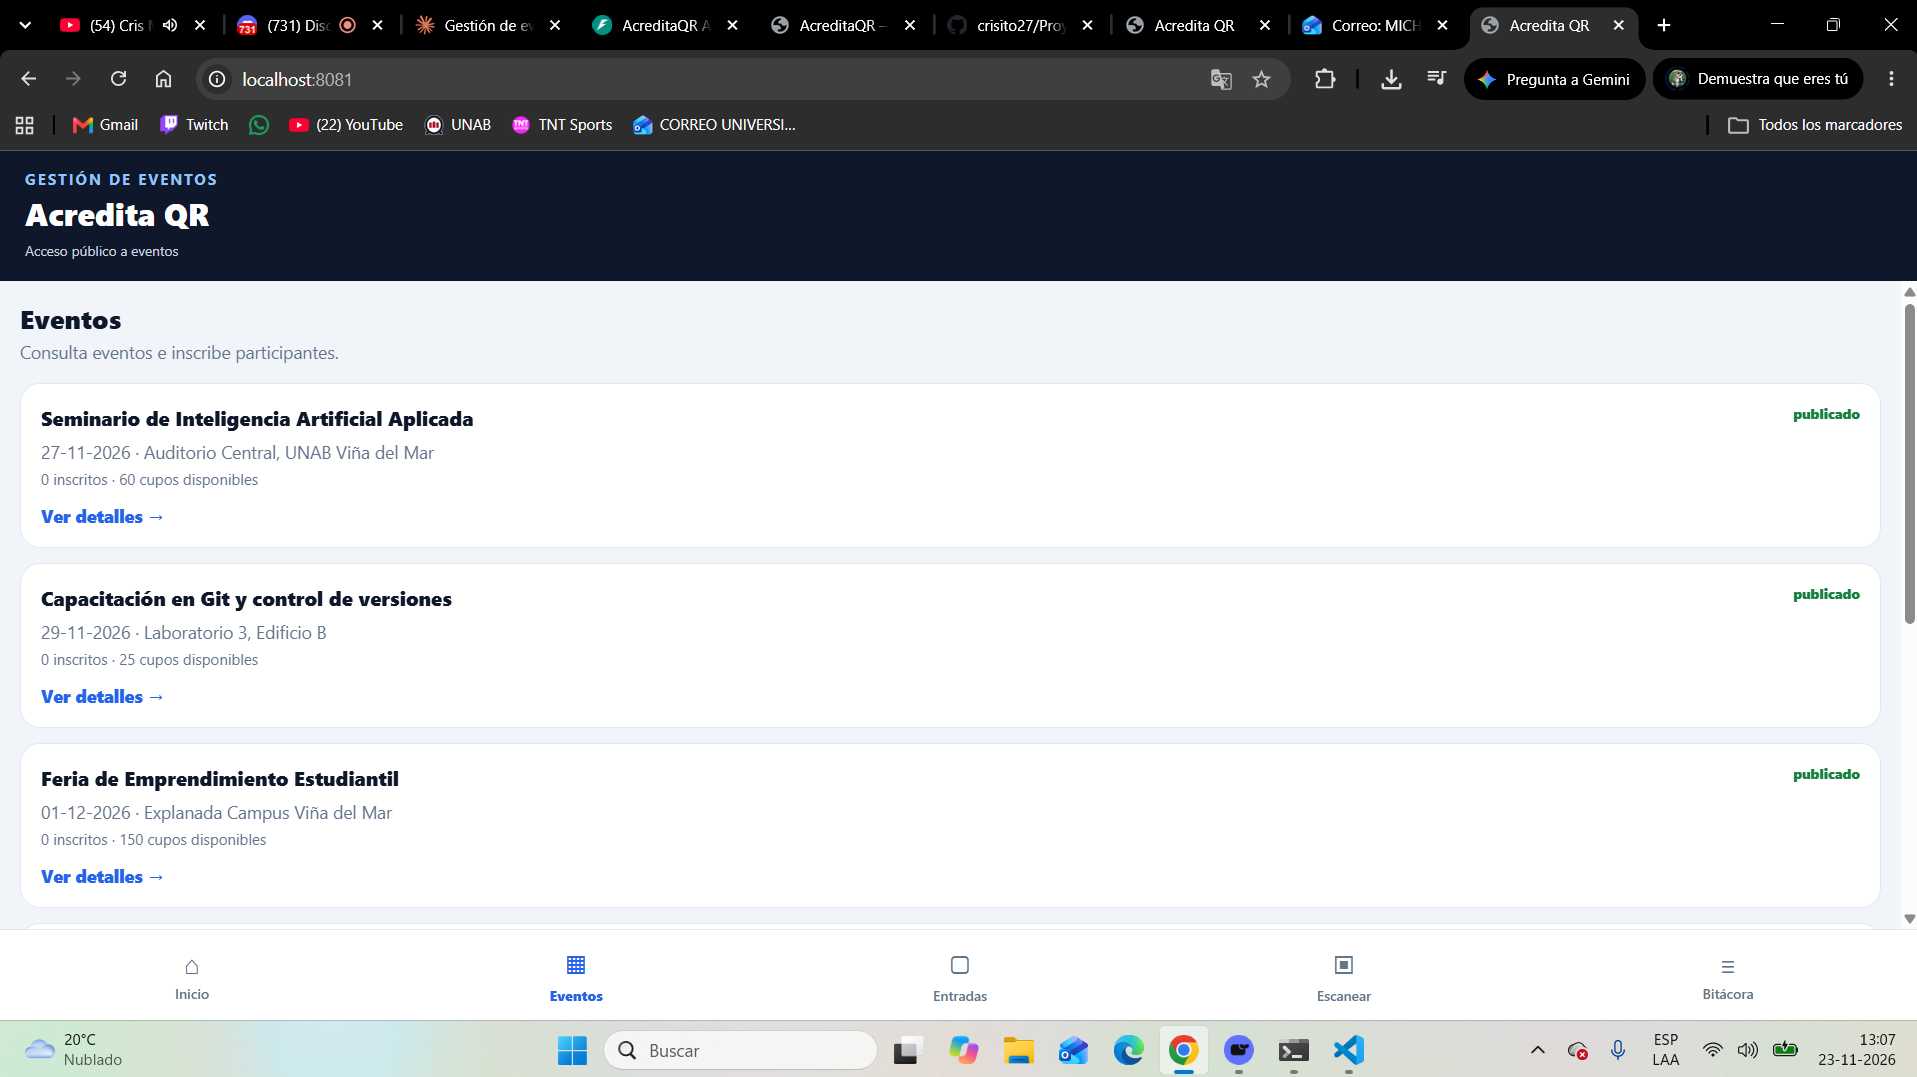 (54) Cris
(731) Disc
Gestión de ev
AcreditaQR A
AcreditaQR –
crisito27/Proy
Acredita QR
Correo: MICH
Acredita QR
localhost:8081
Pregunta a Gemini
Demuestra que eres tú
Gmail
Twitch
(22) YouTube
UNAB
TNT Sports
CORREO UNIVERSI...
Todos los marcadores
GESTIÓN DE EVENTOS
Acredita QR
Acceso público a eventos
Eventos
Consulta eventos e inscribe participantes.
Seminario de Inteligencia Artificial Aplicada
publicado
27-11-2026 · Auditorio Central, UNAB Viña del Mar
0 inscritos · 60 cupos disponibles
Ver detalles →
Capacitación en Git y control de versiones
publicado
29-11-2026 · Laboratorio 3, Edificio B
0 inscritos · 25 cupos disponibles
Ver detalles →
Feria de Emprendimiento Estudiantil
publicado
01-12-2026 · Explanada Campus Viña del Mar
0 inscritos · 150 cupos disponibles
Ver detalles →
Inicio
Eventos
Entradas
Escanear
Bitácora
20°C
Nublado
Buscar
ESP
LAA
13:07
23-11-2026